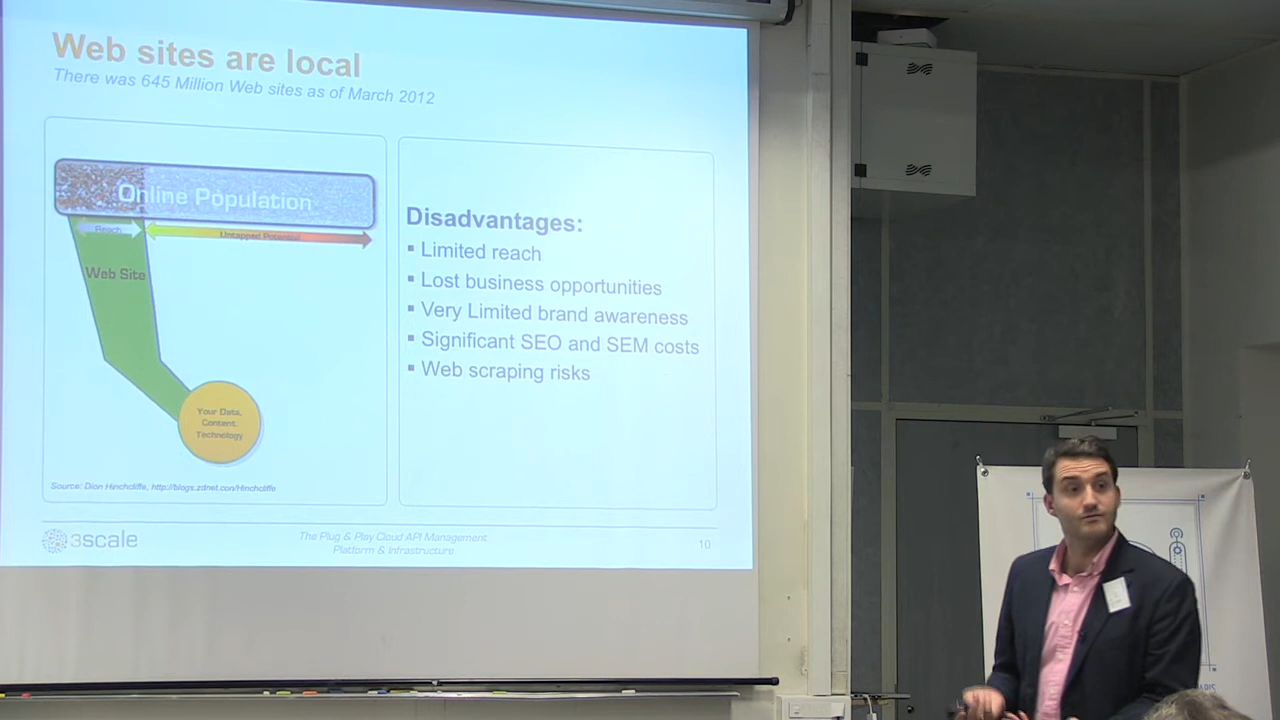 Web sites are local
There was 645 Million Web sites as of March 2012
Online Population
Reach
Untapped Potential
Web Site
Your Data,
Content,
Technology
Source: Dion Hinchcliffe, http://blogs.zdnet.con/Hinchcliffe
Disadvantages:
▪ Limited reach
▪ Lost business opportunities
▪ Very Limited brand awareness
▪ Significant SEO and SEM costs
▪ Web scraping risks
3scale
The Plug & Play Cloud API Management
Platform & Infrastructure
10